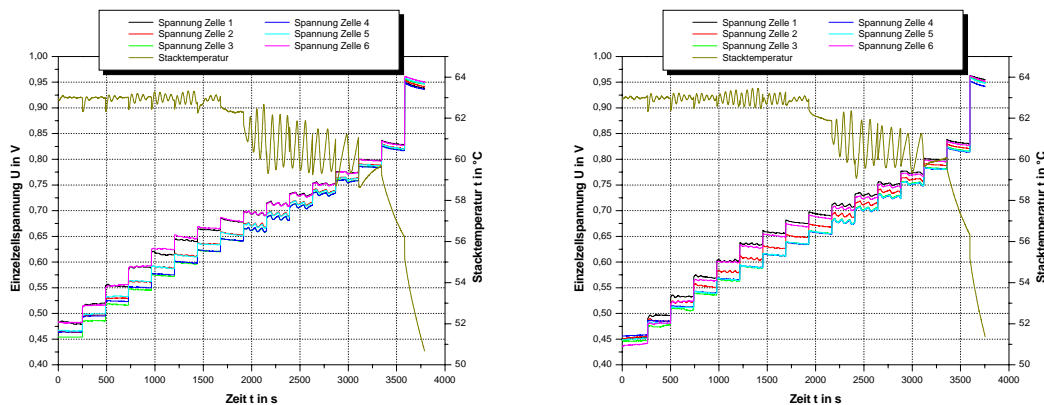 Spannung Zelle 1 Spannung Zelle 4
Spannung Zelle 2 Spannung Zelle 5
Spannung Zelle 3 Spannung Zelle 6
Stacktemperatur
1,00
0,95
0,90
0,85
0,80
0,75
0,70
0,65
0,60
0,55
0,50
0,45
0,40
Einzelzellspannung U in V
64
62
60
58
56
54
52
50
Stacktemperatur t in °C
0 500 1000 1500 2000 2500 3000 3500 4000
Zeit t in s
Spannung Zelle 1 Spannung Zelle 4
Spannung Zelle 2 Spannung Zelle 5
Spannung Zelle 3 Spannung Zelle 6
Stacktemperatur
1,00
0,95
0,90
0,85
0,80
0,75
0,70
0,65
0,60
0,55
0,50
0,45
0,40
Einzelzellspannung U in V
64
62
60
58
56
54
52
50
Stacktemperatur t in °C
0 500 1000 1500 2000 2500 3000 3500 4000
Zeit t in s